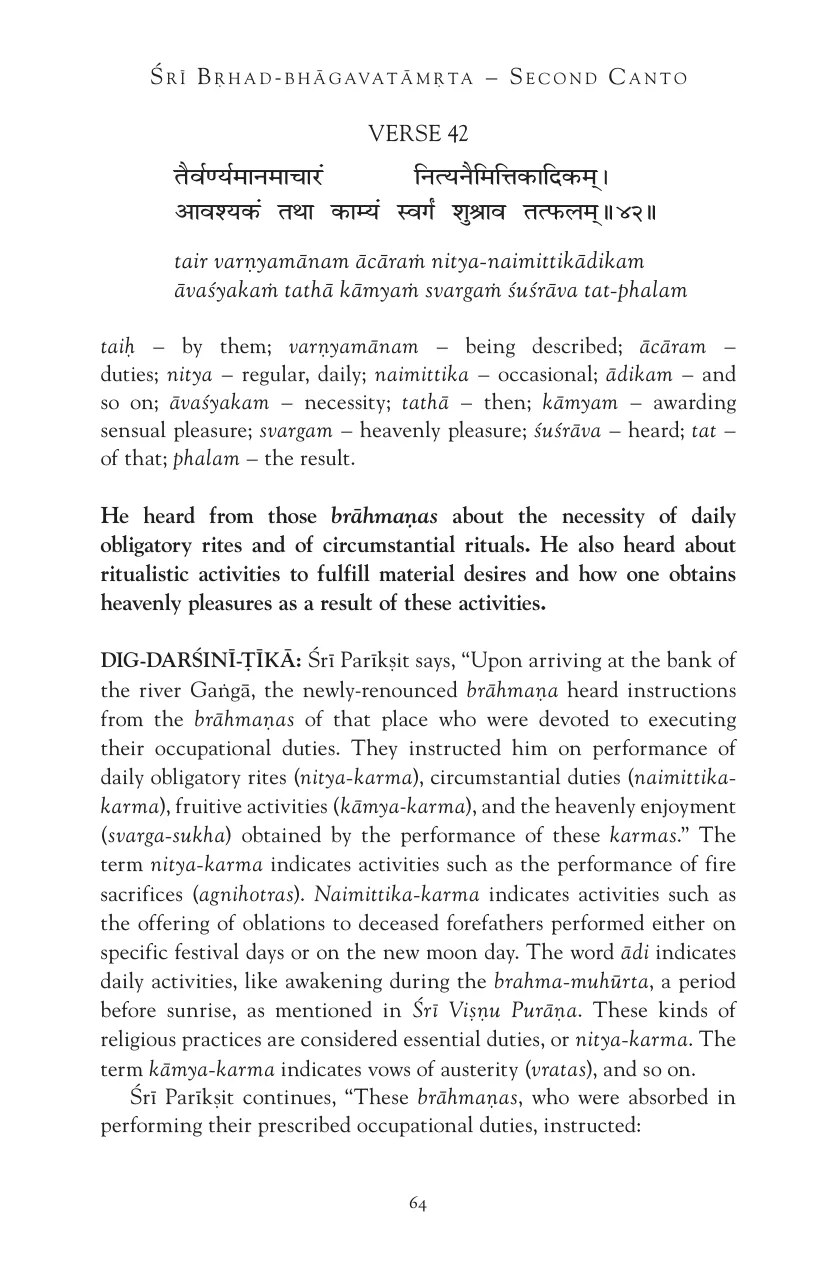 Śrī Bṛhad-bhāgavatāmṛta – Second Canto
VERSE 42
तैर्वर्ण्यमानमाचारं नित्यनैमित्तिकादिकम्।
आवश्यकं तथा काम्यं स्वर्गं शुश्राव तत्फलम्॥४२॥
tair varṇyamānam ācāraṁ nitya-naimittikādikam
āvaśyakaṁ tathā kāmyaṁ svargaṁ śuśrāva tat-phalam
taiḥ – by them; varṇyamānam – being described; ācāram –
duties; nitya – regular, daily; naimittika – occasional; ādikam – and
so on; āvaśyakam – necessity; tathā – then; kāmyam – awarding
sensual pleasure; svargam – heavenly pleasure; śuśrāva – heard; tat –
of that; phalam – the result.
He heard from those brāhmaṇas about the necessity of daily
obligatory rites and of circumstantial rituals. He also heard about
ritualistic activities to fulfill material desires and how one obtains
heavenly pleasures as a result of these activities.
DIG-DARŚINĪ-ṬĪKĀ: Śrī Parīkṣit says, “Upon arriving at the bank of
the river Gaṅgā, the newly-renounced brāhmaṇa heard instructions
from the brāhmaṇas of that place who were devoted to executing
their occupational duties. They instructed him on performance of
daily obligatory rites (nitya-karma), circumstantial duties (naimittika-
karma), fruitive activities (kāmya-karma), and the heavenly enjoyment
(svarga-sukha) obtained by the performance of these karmas.” The
term nitya-karma indicates activities such as the performance of fire
sacrifices (agnihotras). Naimittika-karma indicates activities such as
the offering of oblations to deceased forefathers performed either on
specific festival days or on the new moon day. The word ādi indicates
daily activities, like awakening during the brahma-muhūrta, a period
before sunrise, as mentioned in Śrī Viṣṇu Purāṇa. These kinds of
religious practices are considered essential duties, or nitya-karma. The
term kāmya-karma indicates vows of austerity (vratas), and so on.
Śrī Parīkṣit continues, “These brāhmaṇas, who were absorbed in
performing their prescribed occupational duties, instructed:
64